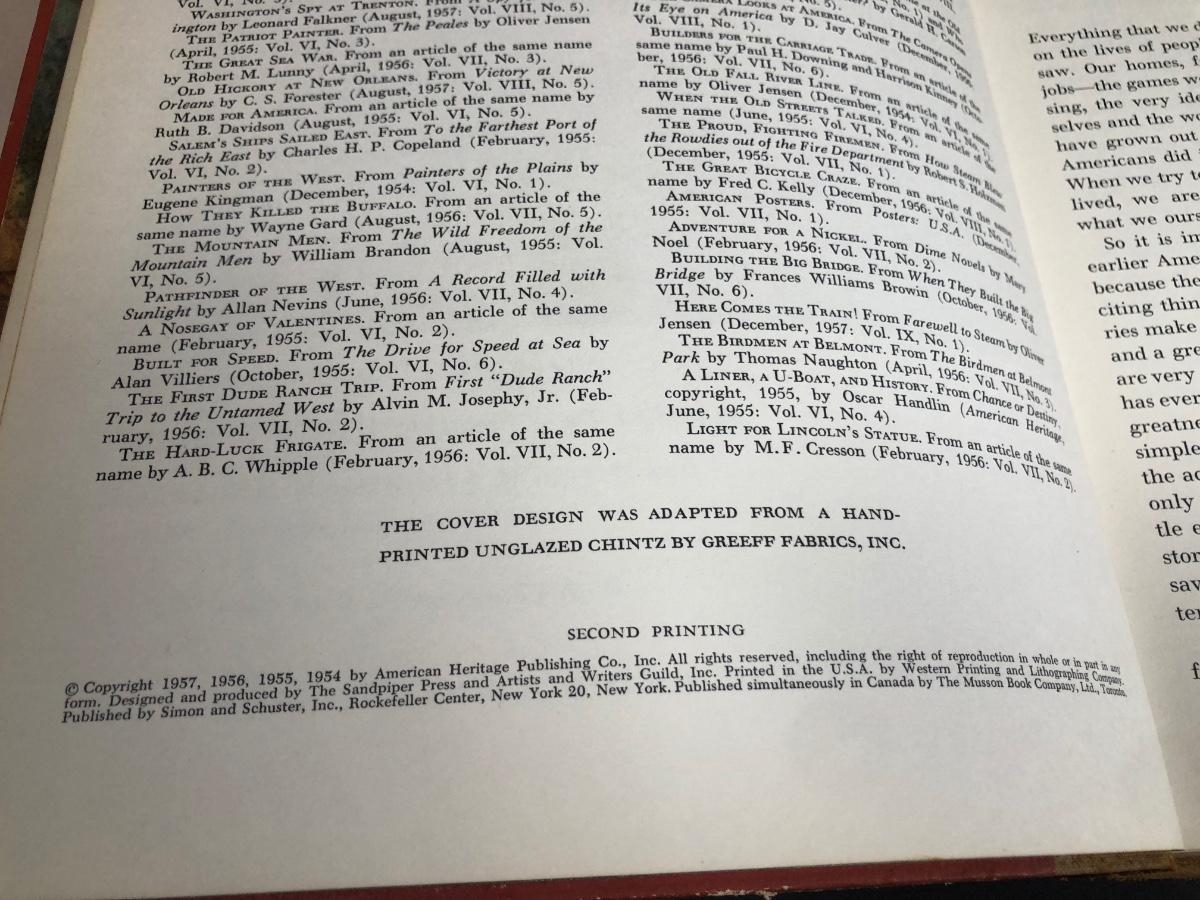 Vol. VI, No. 5).
WASHINGTON'S SPY AT TRENTON. From
ington by Leonard Falkner (August, 1957: Vol. VIII, No. 5).
THE PATRIOT PAINTER. From The Peales by Oliver Jensen
(April, 1955: Vol. VI, No. 3).
THE GREAT SEA WAR. From an article of the same name
by Robert M. Lunny (April, 1956: Vol. VII, No. 3).
OLD HICKORY AT NEW ORLEANS. From Victory at New
Orleans by C. S. Forester (August, 1957: Vol. VIII, No. 5).
MADE FOR AMERICA. From an article of the same name by
Ruth B. Davidson (August, 1955: Vol. VI, No. 5).
SALEM'S SHIPS SAILED EAST. From To the Farthest Port of
the Rich East by Charles H. P. Copeland (February, 1955:
Vol. VI, No. 2).
PAINTERS OF THE WEST. From Painters of the Plains by
Eugene Kingman (December, 1954: Vol. VI, No. 1).
HOW THEY KILLED THE BUFFALO. From an article of the
same name by Wayne Gard (August, 1956: Vol. VII, No. 5).
THE MOUNTAIN MEN. From The Wild Freedom of the
Mountain Men by William Brandon (August, 1955: Vol.
VI, No. 5).
PATHFINDER OF THE WEST. From A Record Filled with
Sunlight by Allan Nevins (June, 1956: Vol. VII, No. 4).
A NOSEGAY OF VALENTINES. From an article of the same
name (February, 1955: Vol. VI, No. 2).
BUILT FOR SPEED. From The Drive for Speed at Sea by
Alan Villiers (October, 1955: Vol. VI, No. 6).
THE FIRST DUDE RANCH TRIP. From First "Dude Ranch"
Trip to the Untamed West by Alvin M. Josephy, Jr. (Feb-
ruary, 1956: Vol. VII, No. 2).
THE HARD-LUCK FRIGATE. From an article of the same
name by A. B. C. Whipple (February, 1956: Vol. VII, No. 2).
LOOKS AT AMERICA. From The Camera Opens
Its Eye on America by D. Jay Culver (December, 1956:
Vol. VIII, No. 1).
BUILDERS FOR THE CARRIAGE TRADE. From an article of the
same name by Paul H. Downing and Harrison Kinney (Octo-
ber, 1956: Vol. VII, No. 6).
THE OLD FALL RIVER LINE. From an article of the same
name by Oliver Jensen (December, 1954: Vol. VI, No. 1).
WHEN THE OLD STREETS TALKED. From an article of the
same name (June, 1955: Vol. VI, No. 4).
THE PROUD, FIGHTING FIREMEN. From How Steam Blew
the Rowdies out of the Fire Department by Robert S. Holzman
(December, 1955: Vol. VII, No. 1).
THE GREAT BICYCLE CRAZE. From an article of the same
name by Fred C. Kelly (December, 1956: Vol. VIII, No. 1).
AMERICAN POSTERS. From Posters: U.S.A. (December,
1955: Vol. VII, No. 1).
ADVENTURE FOR A NICKEL. From Dime Novels by Mary
Noel (February, 1956: Vol. VII, No. 2).
BUILDING THE BIG BRIDGE. From When They Built the Big
Bridge by Frances Williams Browin (October, 1956: Vol.
VII, No. 6).
HERE COMES THE TRAIN! From Farewell to Steam by Oliver
Jensen (December, 1957: Vol. IX, No. 1).
THE BIRDMEN AT BELMONT. From The Birdmen at Belmont
Park by Thomas Naughton (April, 1956: Vol. VII, No. 3).
A LINER, A U-BOAT, AND HISTORY. From Chance or Destiny,
copyright, 1955, by Oscar Handlin (American Heritage,
June, 1955: Vol. VI, No. 4).
LIGHT FOR LINCOLN'S STATUE. From an article of the same
name by M. F. Cresson (February, 1956: Vol. VII, No. 2).
THE COVER DESIGN WAS ADAPTED FROM A HAND-
PRINTED UNGLAZED CHINTZ BY GREEFF FABRICS, INC.
SECOND PRINTING
© Copyright 1957, 1956, 1955, 1954 by American Heritage Publishing Co., Inc. All rights reserved, including the right of reproduction in whole or in part in any
form. Designed and produced by The Sandpiper Press and Artists and Writers Guild, Inc. Printed in the U.S.A. by Western Printing and Lithographing Company.
Published by Simon and Schuster, Inc., Rockefeller Center, New York 20, New York. Published simultaneously in Canada by The Musson Book Company, Ltd., Toronto.
Everything that we
on the lives of peop
saw. Our homes, f
jobs—the games w
sing, the very ide
selves and the wo
have grown out
Americans did
When we try to
lived, we are
what we ours
So it is im
earlier Ame
because the
citing thin
ries make
and a gre
are very
has ever
greatne
simple
the ac
only
tle e
stor
sav
ter
f